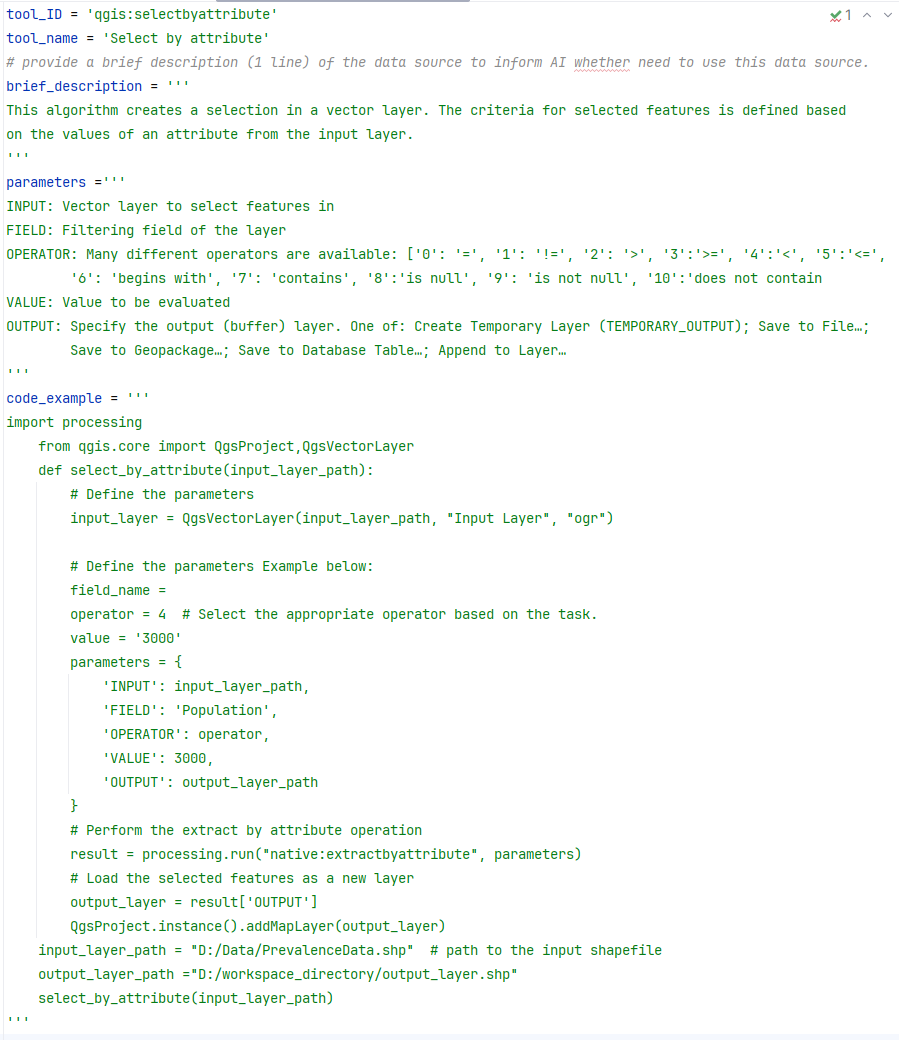 tool_ID = 'qgis:selectbyattribute'
1
tool_name = 'Select by attribute'
# provide a brief description (1 line) of the data source to inform AI whether need to use this data source.
brief_description = '''
This algorithm creates a selection in a vector layer. The criteria for selected features is defined based
on the values of an attribute from the input layer.
'''
parameters ='''
INPUT: Vector layer to select features in
FIELD: Filtering field of the layer
OPERATOR: Many different operators are available: ['0': '=', '1': '!=', '2': '>', '3':'>=', '4':'<', '5':'<=',
        '6': 'begins with', '7': 'contains', '8':'is null', '9': 'is not null', '10':'does not contain
VALUE: Value to be evaluated
OUTPUT: Specify the output (buffer) layer. One of: Create Temporary Layer (TEMPORARY_OUTPUT); Save to File…;
        Save to Geopackage…; Save to Database Table…; Append to Layer…
'''
code_example = '''
import processing
    from qgis.core import QgsProject,QgsVectorLayer
    def select_by_attribute(input_layer_path):
        # Define the parameters
        input_layer = QgsVectorLayer(input_layer_path, "Input Layer", "ogr")
        # Define the parameters Example below:
        field_name =
        operator = 4  # Select the appropriate operator based on the task.
        value = '3000'
        parameters = {
            'INPUT': input_layer_path,
            'FIELD': 'Population',
            'OPERATOR': operator,
            'VALUE': 3000,
            'OUTPUT': output_layer_path
        }
        # Perform the extract by attribute operation
        result = processing.run("native:extractbyattribute", parameters)
        # Load the selected features as a new layer
        output_layer = result['OUTPUT']
        QgsProject.instance().addMapLayer(output_layer)
    input_layer_path = "D:/Data/PrevalenceData.shp"  # path to the input shapefile
    output_layer_path ="D:/workspace_directory/output_layer.shp"
    select_by_attribute(input_layer_path)
'''